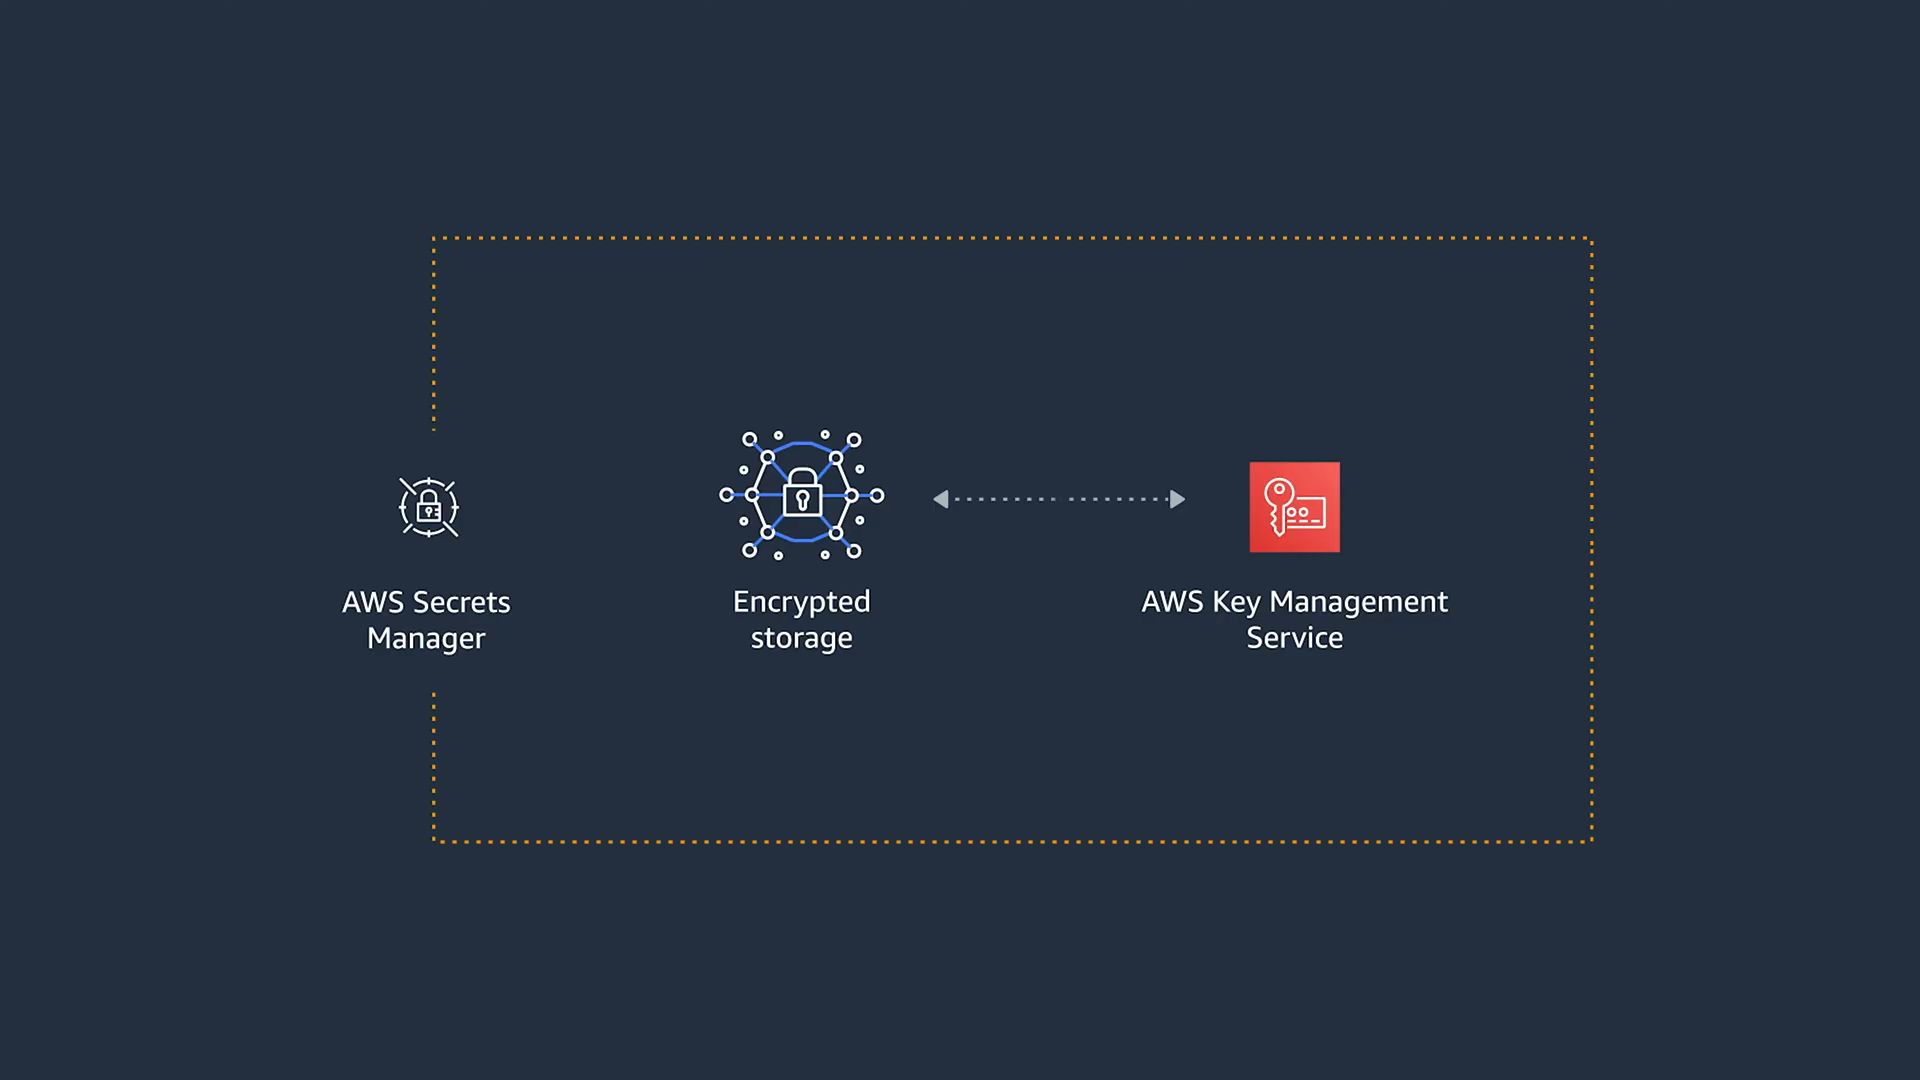 AWS Secrets
Manager
Encrypted
storage
AWS Key Management
Service